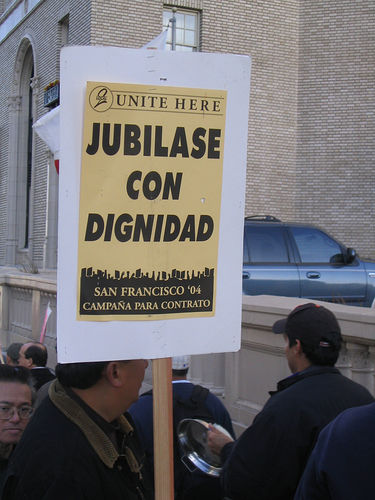 UNITE HERE
JUBILASE
CON
DIGNIDAD
SAN FRANCISCO '04
CAMPAÑA PARA CONTRATO